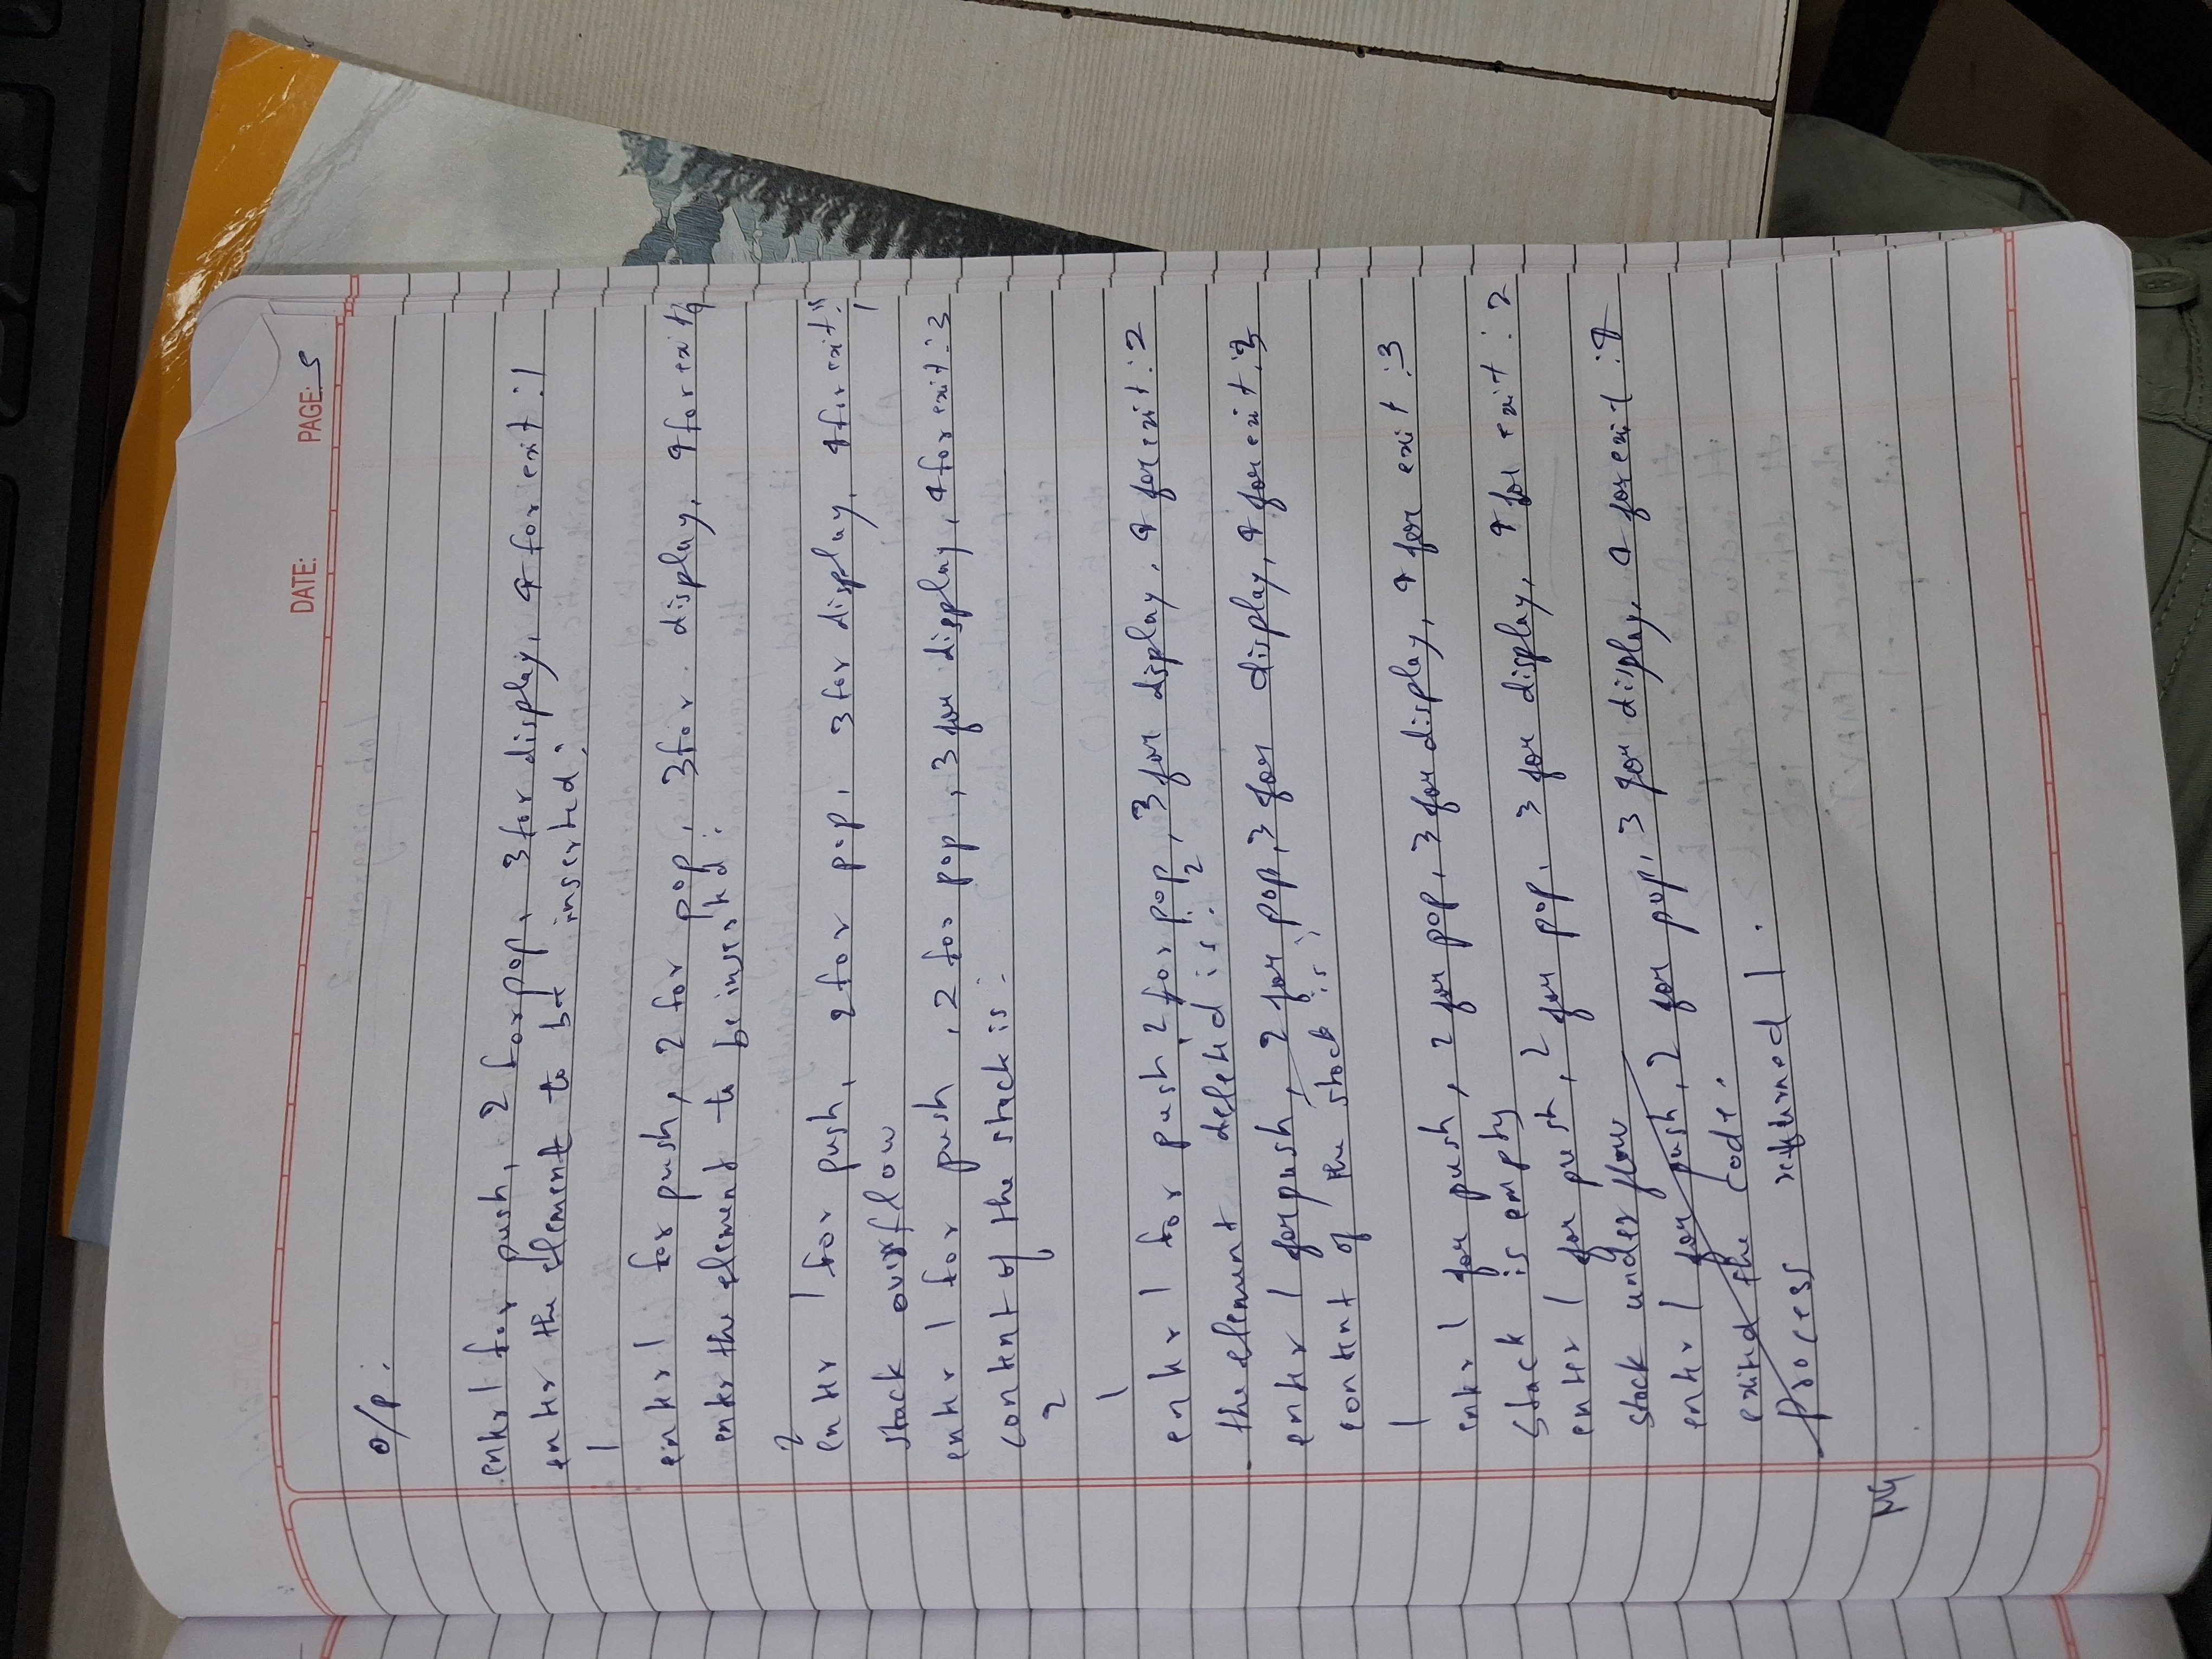 DATE: PAGE: 5
o/p:
enter 1 for push, 2 for pop, 3 for display, 4 for exit :1
enter the element to be inserted:
1
enter 1 for push, 2 for pop, 3 for display, 4 for exit
enter the element to be inserted:
2
enter 1 for push, 2 for pop, 3 for display, 4 for exit:
1
stack overflow
enter 1 for push, 2 for pop, 3 for display, 4 for exit:3
content of the stack is:
2
1
enter 1 for push, 2 for pop, 3 for display, 4 for exit:2
the element deleted is: 2
enter 1 for push, 2 for pop, 3 for display, 4 for exit:3
content of the stack is:
1
enter 1 for push, 2 for pop, 3 for display, 4 for exit:3
Stack is empty
enter 1 for push, 2 for pop, 3 for display, 4 for exit:2
stack underflow
enter 1 for push, 2 for pop, 3 for display, 4 for exit:4
exited the code.
Process returned 1.
MG